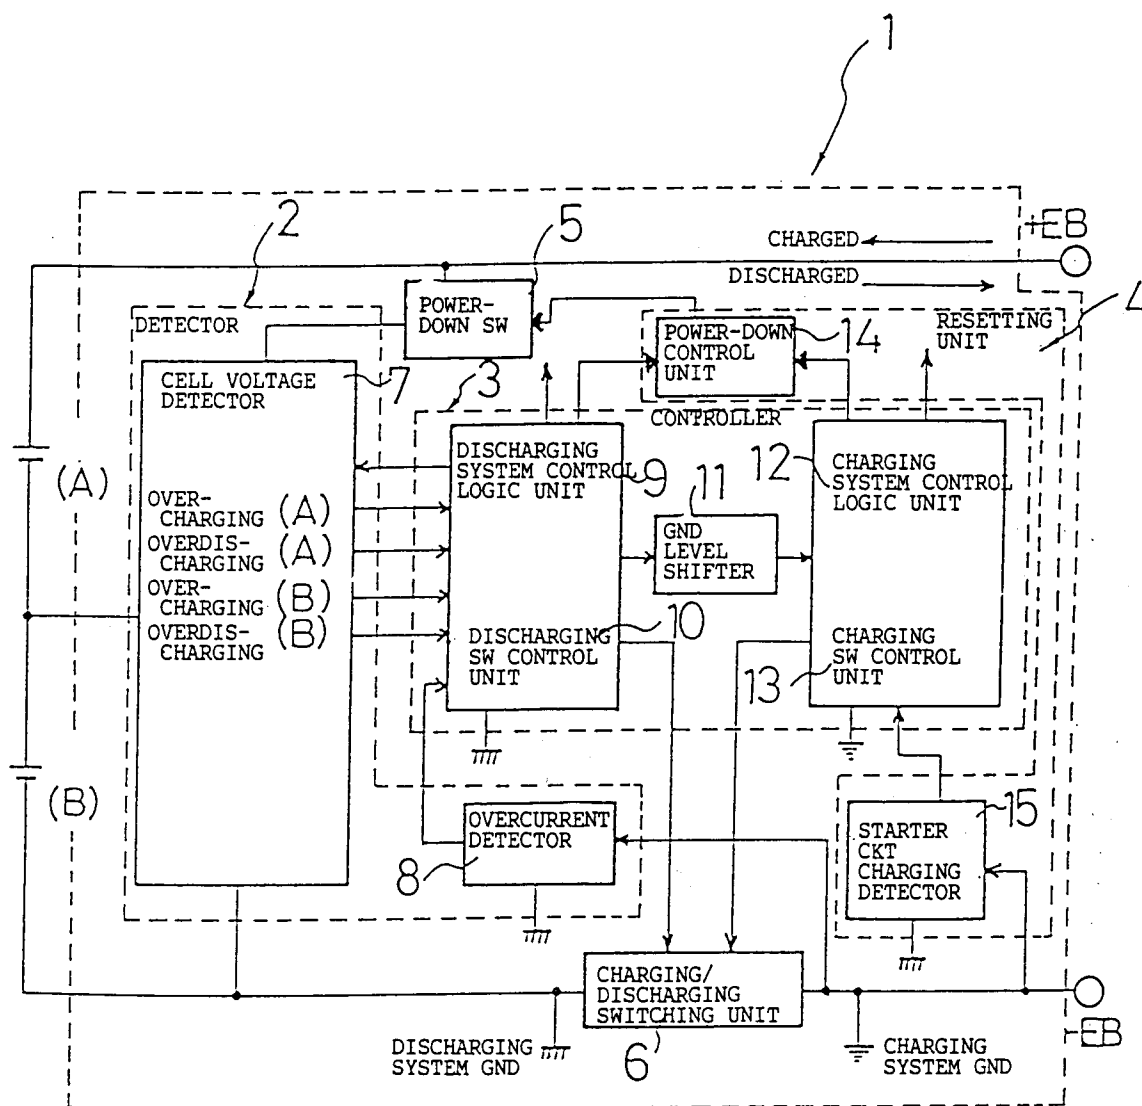 1
2
5
CHARGED
+EB
DISCHARGED
DETECTOR
POWER-
DOWN SW
POWER-DOWN
CONTROL
UNIT
14
RESETTING
UNIT
4
CELL VOLTAGE
DETECTOR
7
3
CONTROLLER
(A)
DISCHARGING
SYSTEM CONTROL
LOGIC UNIT
9
11
12
CHARGING
SYSTEM CONTROL
LOGIC UNIT
OVER-
CHARGING (A)
OVERDIS-
CHARGING (A)
OVER-
CHARGING (B)
OVERDIS-
CHARGING (B)
GND
LEVEL
SHIFTER
DISCHARGING
SW CONTROL
UNIT
10
CHARGING
SW CONTROL
UNIT
13
(B)
OVERCURRENT
DETECTOR
8
15
STARTER
CKT
CHARGING
DETECTOR
CHARGING/
DISCHARGING
SWITCHING UNIT
6
-EB
DISCHARGING
SYSTEM GND
CHARGING
SYSTEM GND